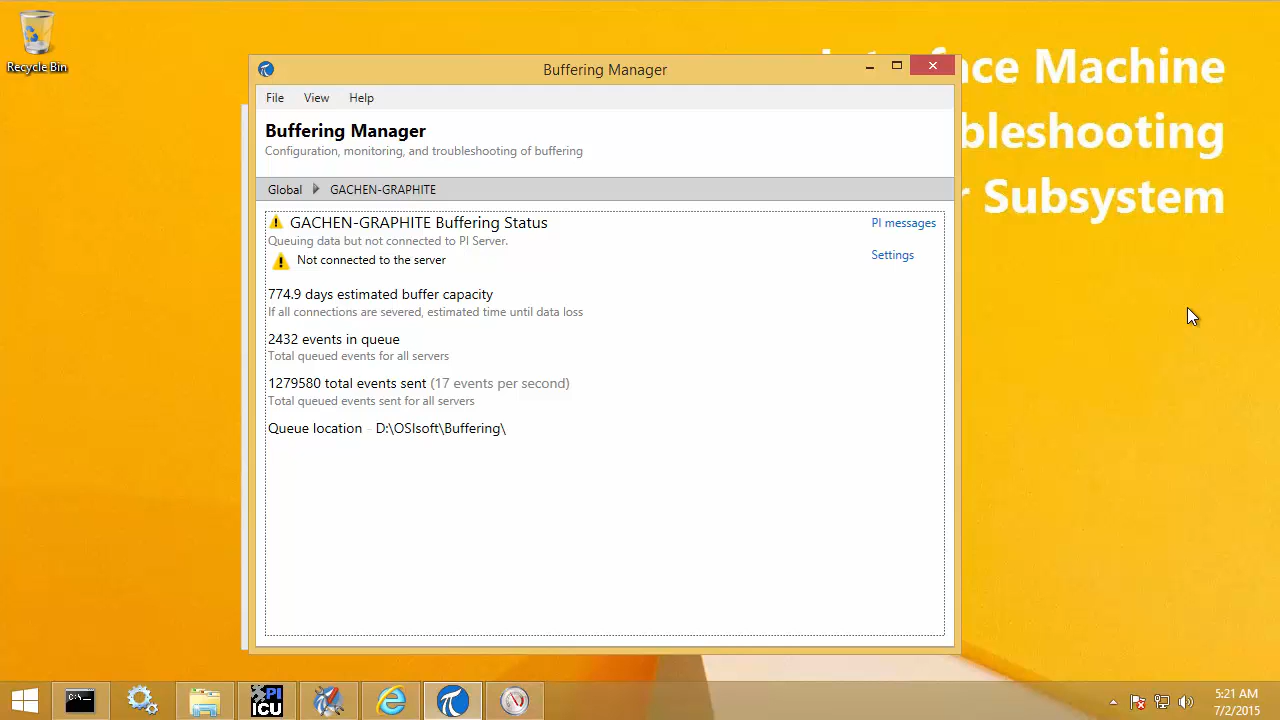 Recycle Bin
face Machine
bleshooting
Subsystem
Buffering Manager
File View Help
Buffering Manager
Configuration, monitoring, and troubleshooting of buffering
Global GACHEN-GRAPHITE
GACHEN-GRAPHITE Buffering Status PI messages
Queuing data but not connected to PI Server.
Not connected to the server Settings
774.9 days estimated buffer capacity
If all connections are severed, estimated time until data loss
2432 events in queue
Total queued events for all servers
1279580 total events sent (17 events per second)
Total queued events sent for all servers
Queue location - D:\OSIsoft\Buffering\
C:\
PI
ICU
5:21 AM
7/2/2015